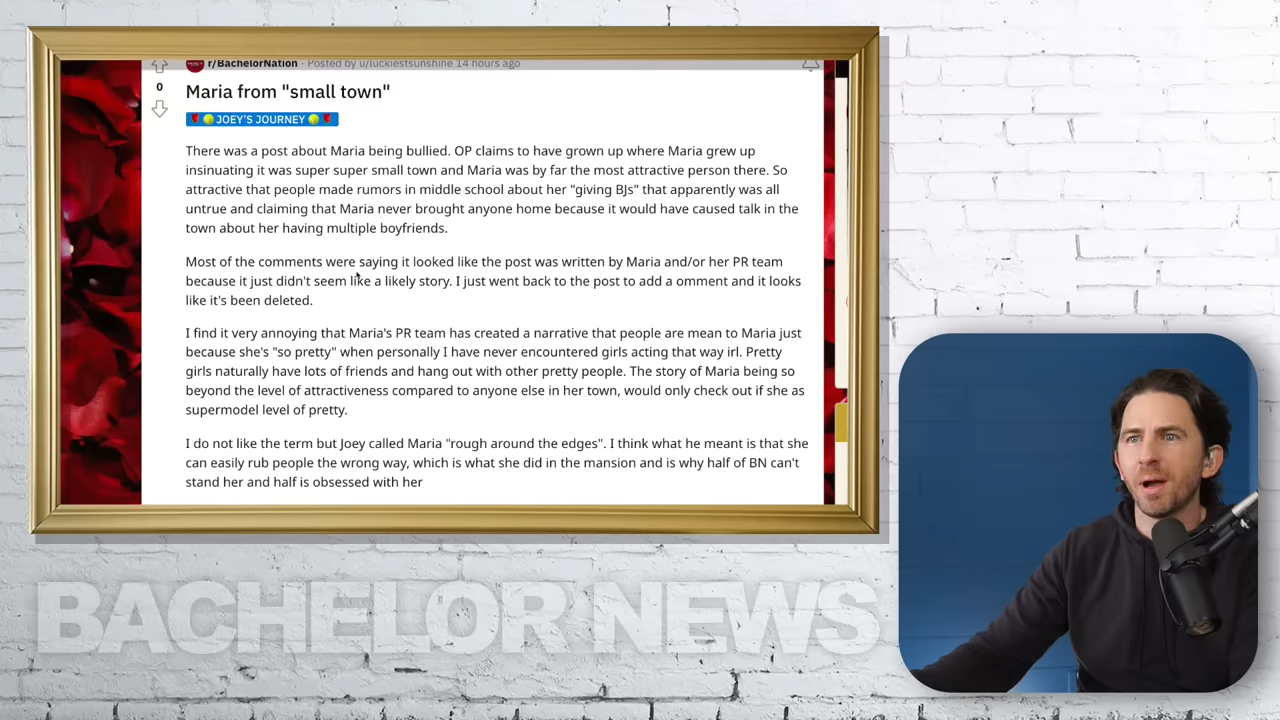 r/BachelorNation · Posted by u/luckiestsunshine 14 hours ago
0
Maria from "small town"
JOEY'S JOURNEY
There was a post about Maria being bullied. OP claims to have grown up where Maria grew up
insinuating it was super super small town and Maria was by far the most attractive person there. So
attractive that people made rumors in middle school about her "giving BJs" that apparently was all
untrue and claiming that Maria never brought anyone home because it would have caused talk in the
town about her having multiple boyfriends.
Most of the comments were saying it looked like the post was written by Maria and/or her PR team
because it just didn't seem like a likely story. I just went back to the post to add a omment and it looks
like it's been deleted.
I find it very annoying that Maria's PR team has created a narrative that people are mean to Maria just
because she's "so pretty" when personally I have never encountered girls acting that way irl. Pretty
girls naturally have lots of friends and hang out with other pretty people. The story of Maria being so
beyond the level of attractiveness compared to anyone else in her town, would only check out if she as
supermodel level of pretty.
I do not like the term but Joey called Maria "rough around the edges". I think what he meant is that she
can easily rub people the wrong way, which is what she did in the mansion and is why half of BN can't
stand her and half is obsessed with her
BACHELOR NEWS